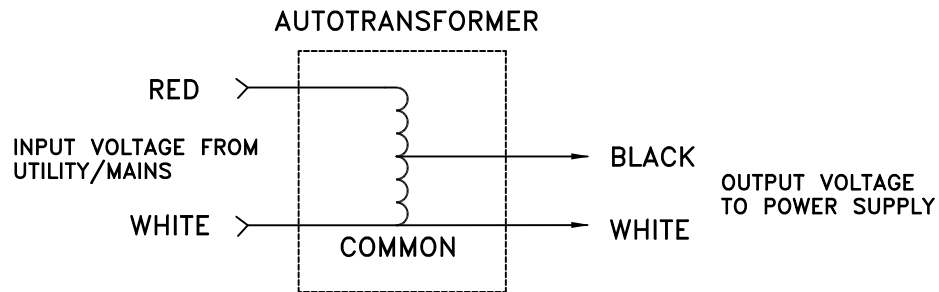 AUTOTRANSFORMER
RED
INPUT VOLTAGE FROM
UTILITY/MAINS
WHITE
COMMON
BLACK
OUTPUT VOLTAGE
TO POWER SUPPLY
WHITE